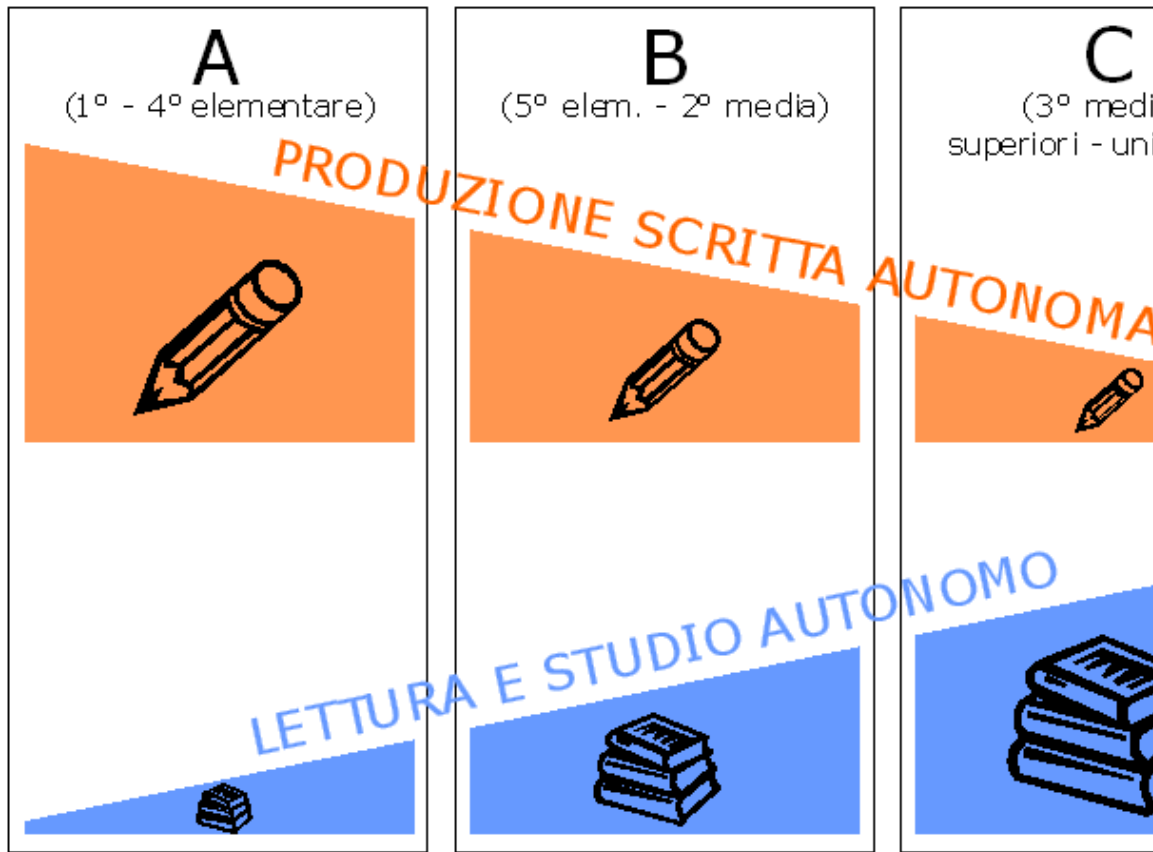 A
(1° - 4° elementare)
B
(5° elem. - 2° media)
C
(3° medi
superiori - uni
PRODUZIONE SCRITTA AUTONOMA
LETTURA E STUDIO AUTONOMO